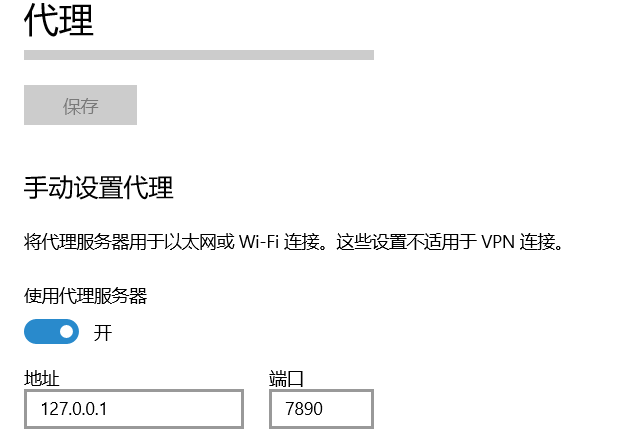 代理
保存
手动设置代理
将代理服务器用于以太网或 Wi-Fi 连接。这些设置不适用于 VPN 连接。
使用代理服务器
开
地址 端口
127.0.0.1 7890